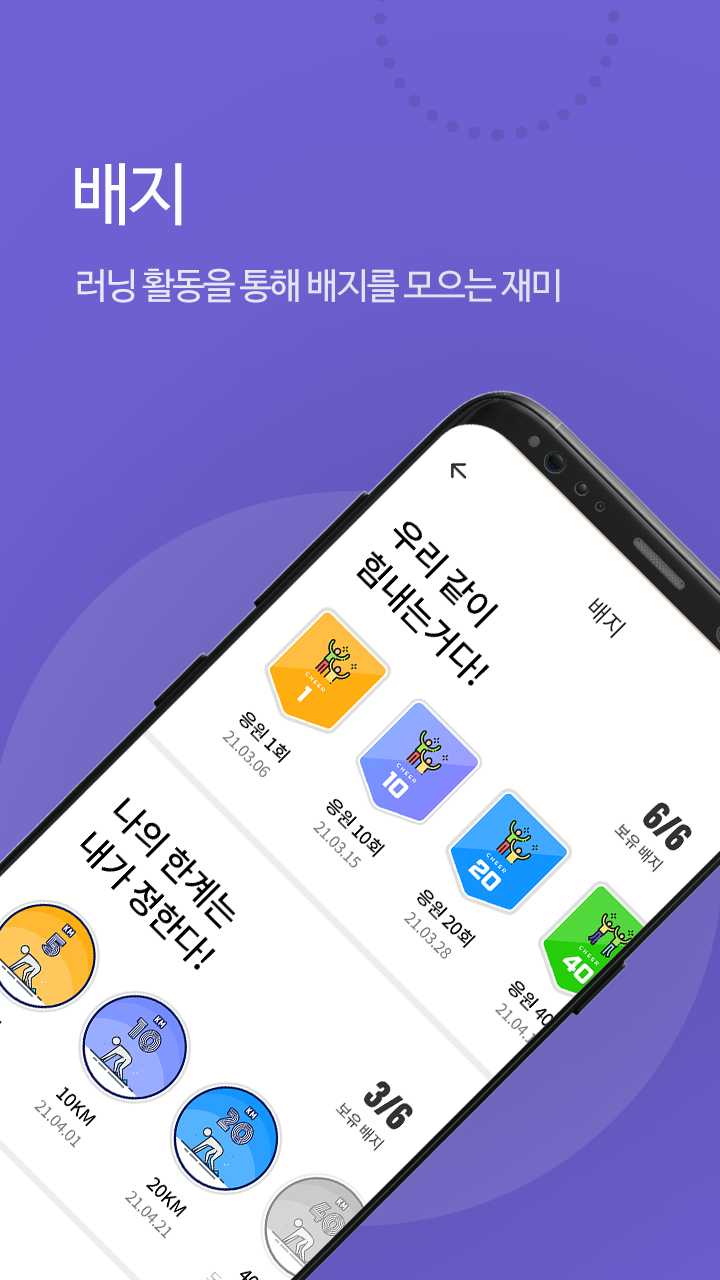 배지
러닝 활동을 통해 배지를 모으는 재미
배지
우리 같이
힘내는거다!
6/6
보유 배지
CHEER
1
응원 1회
21.03.06
CHEER
10
응원 10회
21.03.15
CHEER
20
응원 20회
21.03.28
CHEER
40
응원 40
21.04.
나의 한계는
내가 정한다!
3/6
보유 배지
5 KM
10 KM
10KM
21.04.01
20 KM
20KM
21.04.21
40 KM